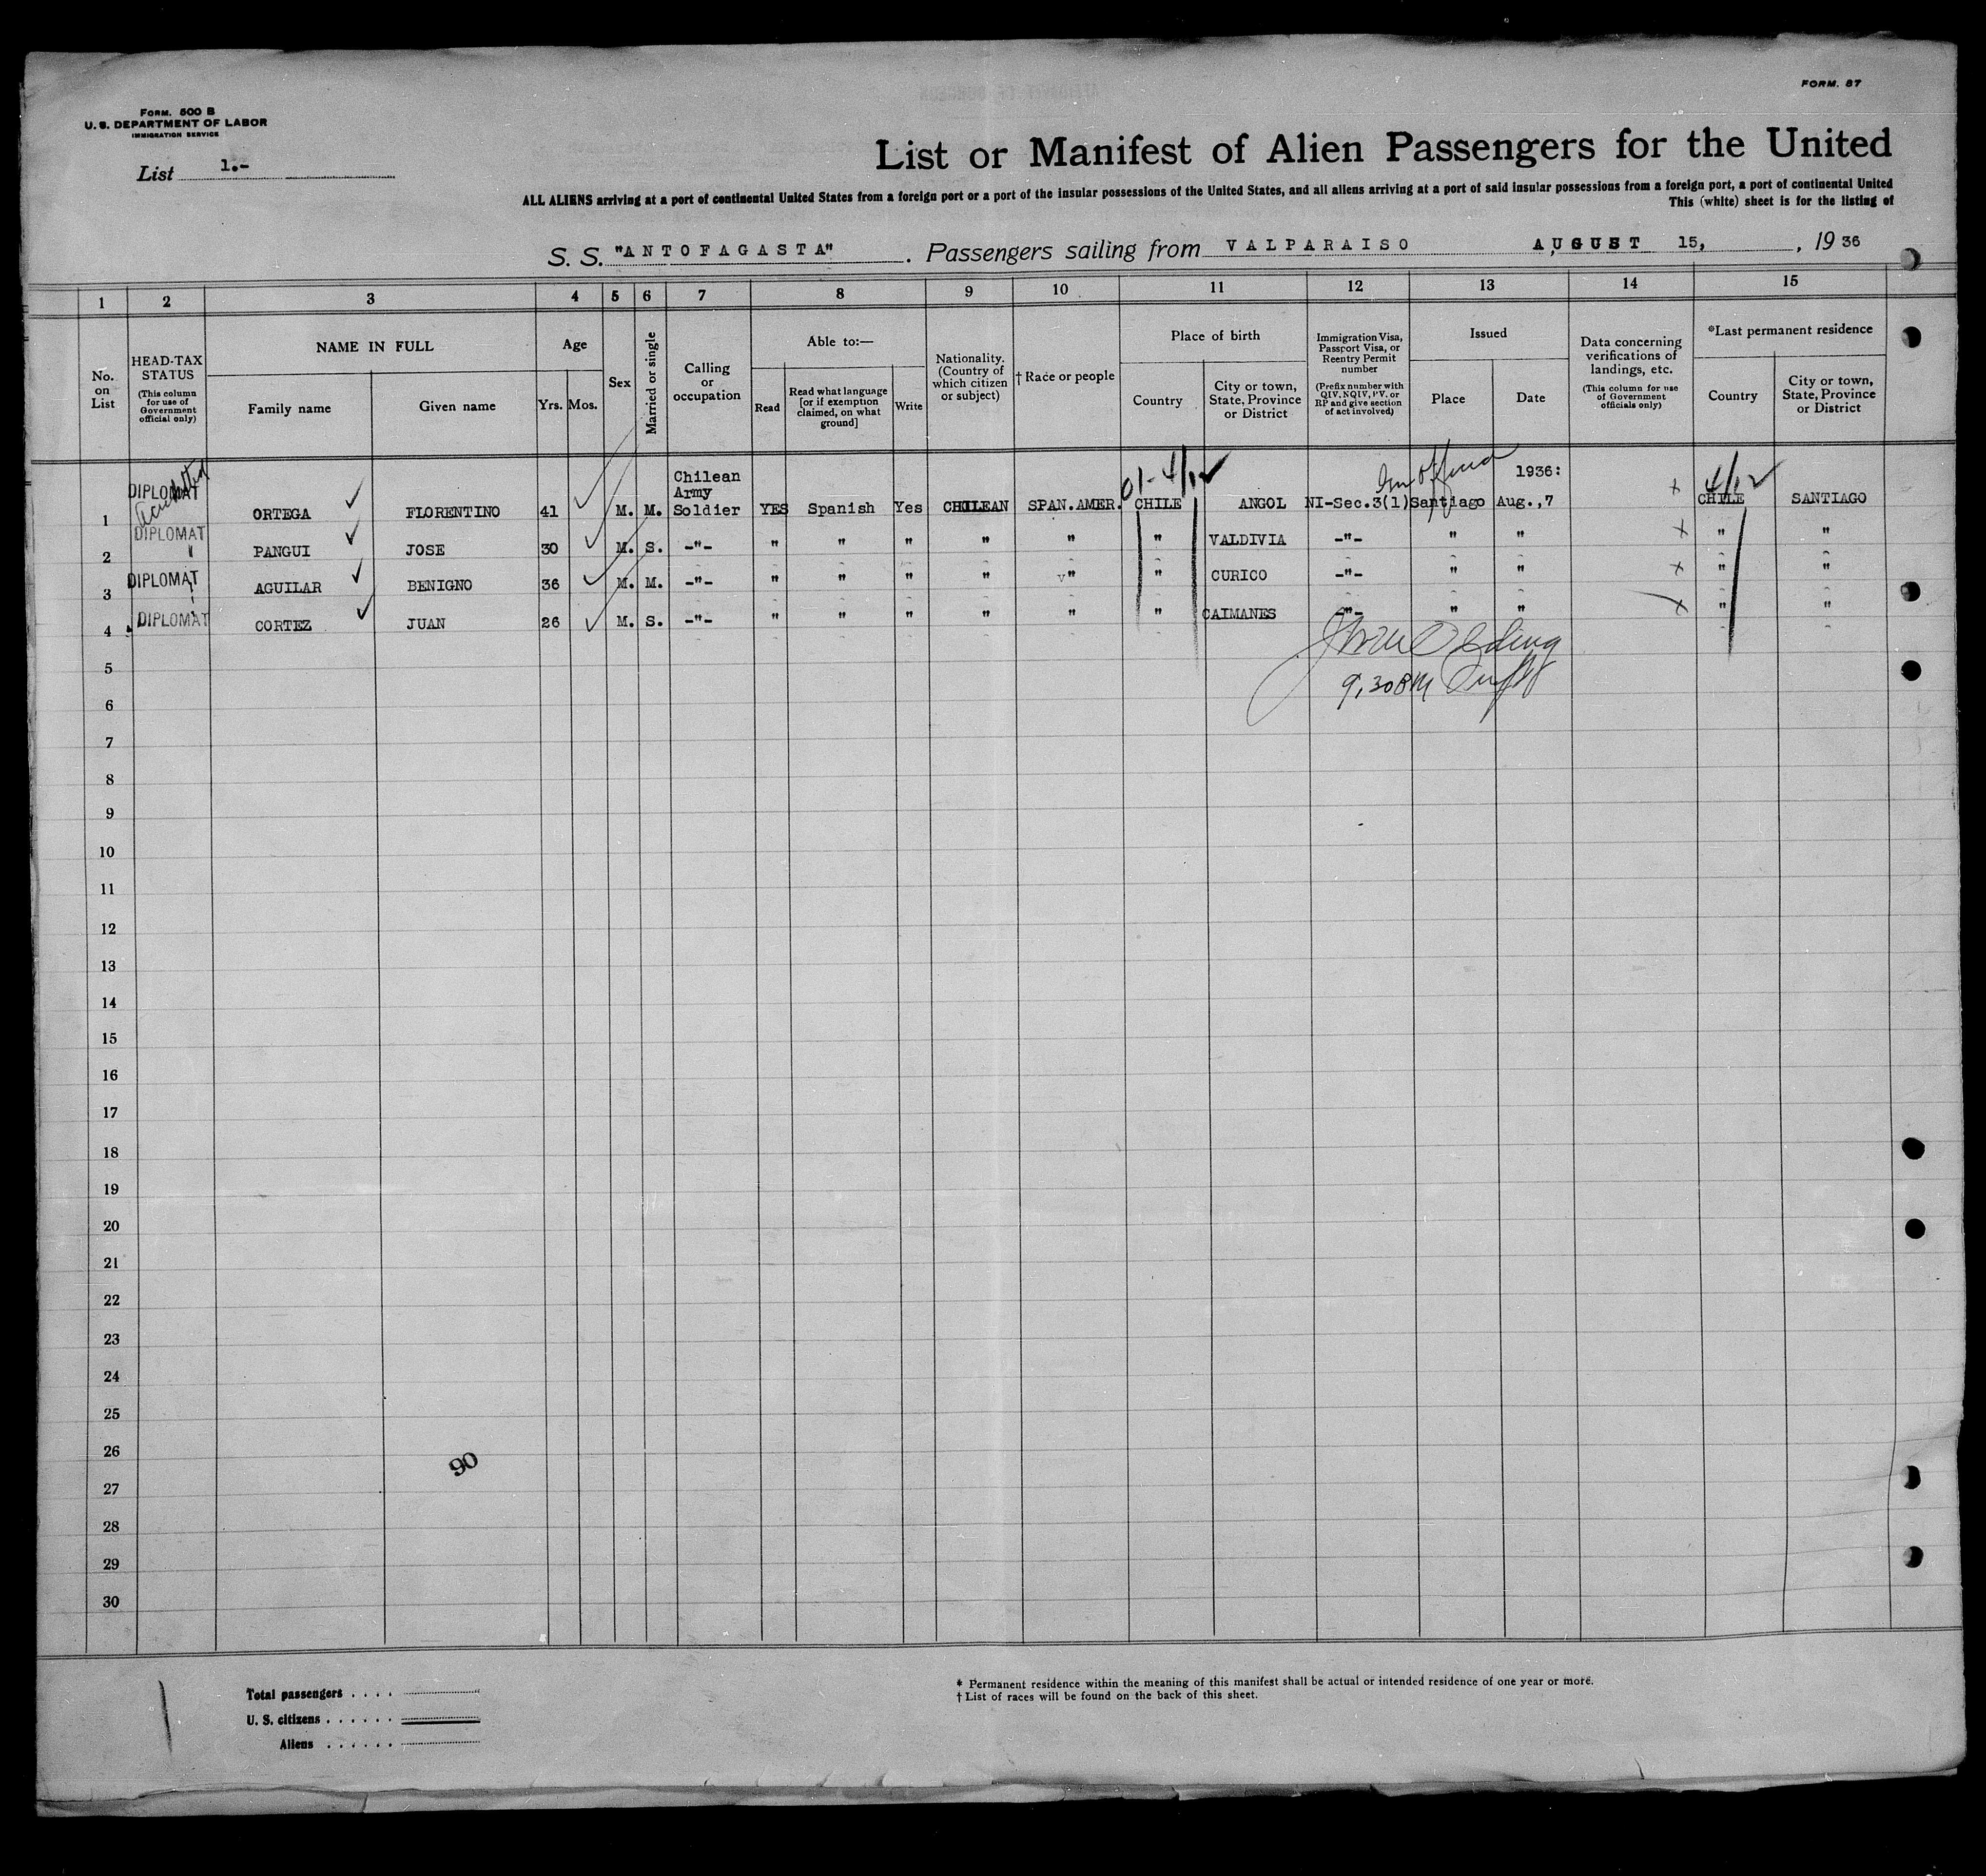 FORM. 87
FORM. 500 B
U. S. DEPARTMENT OF LABOR
IMMIGRATION SERVICE
List 1.-
List or Manifest of Alien Passengers for the United
ALL ALIENS arriving at a port of continental United States from a foreign port or a port of the insular possessions of the United States, and all aliens arriving at a port of said insular possessions from a foreign port, a port of continental United
This (white) sheet is for the listing of
S. S. "ANTOFAGASTA" . Passengers sailing from VALPARAISO AUGUST 15, , 19 36
1 2 3 4 5 6 7 8 9 10 11 12 13 14 15
No. on List
HEAD-TAX STATUS
(This column for use of Government official only)
NAME IN FULL
Family name
Given name
Age
Yrs. Mos.
Sex
Married or single
Calling or occupation
Able to:—
Read
Read what language [or if exemption claimed, on what ground]
Write
Nationality. (Country of which citizen or subject)
† Race or people
Place of birth
Country
City or town, State, Province or District
Immigration Visa, Passport Visa, or Reentry Permit number
(Prefix number with QIV, NQIV, PV, or RP and give section of act involved)
Issued
Place
Date
Data concerning verifications of landings, etc.
(This column for use of Government officials only)
*Last permanent residence
Country
City or town, State, Province or District
01-4/12 4/12
1 DIPLOMAT ORTEGA FLORENTINO 41 M. M. Chilean Army Soldier YES Spanish Yes CHILEAN SPAN.AMER. CHILE ANGOL NI-Sec.3(1) Santiago 1936: Aug.,7 x CHILE SANTIAGO
2 DIPLOMAT " PANGUI JOSE 30 M. S. -"- " " " " " " VALDIVIA -"- " " x " "
3 DIPLOMAT " AGUILAR BENIGNO 36 M. M. -"- " " " " " " CURICO -"- " " x " "
4 DIPLOMAT CORTEZ JUAN 26 M. S. -"- " " " " " " CAIMANES -"- " " x " "
9,30 PM
5
6
7
8
9
10
11
12
13
14
15
16
17
18
19
20
21
22
23
24
25
26
90
27
28
29
30
Total passengers . . . .
U. S. citizens . . . . . .
Aliens . . . . . .
* Permanent residence within the meaning of this manifest shall be actual or intended residence of one year or more.
† List of races will be found on the back of this sheet.